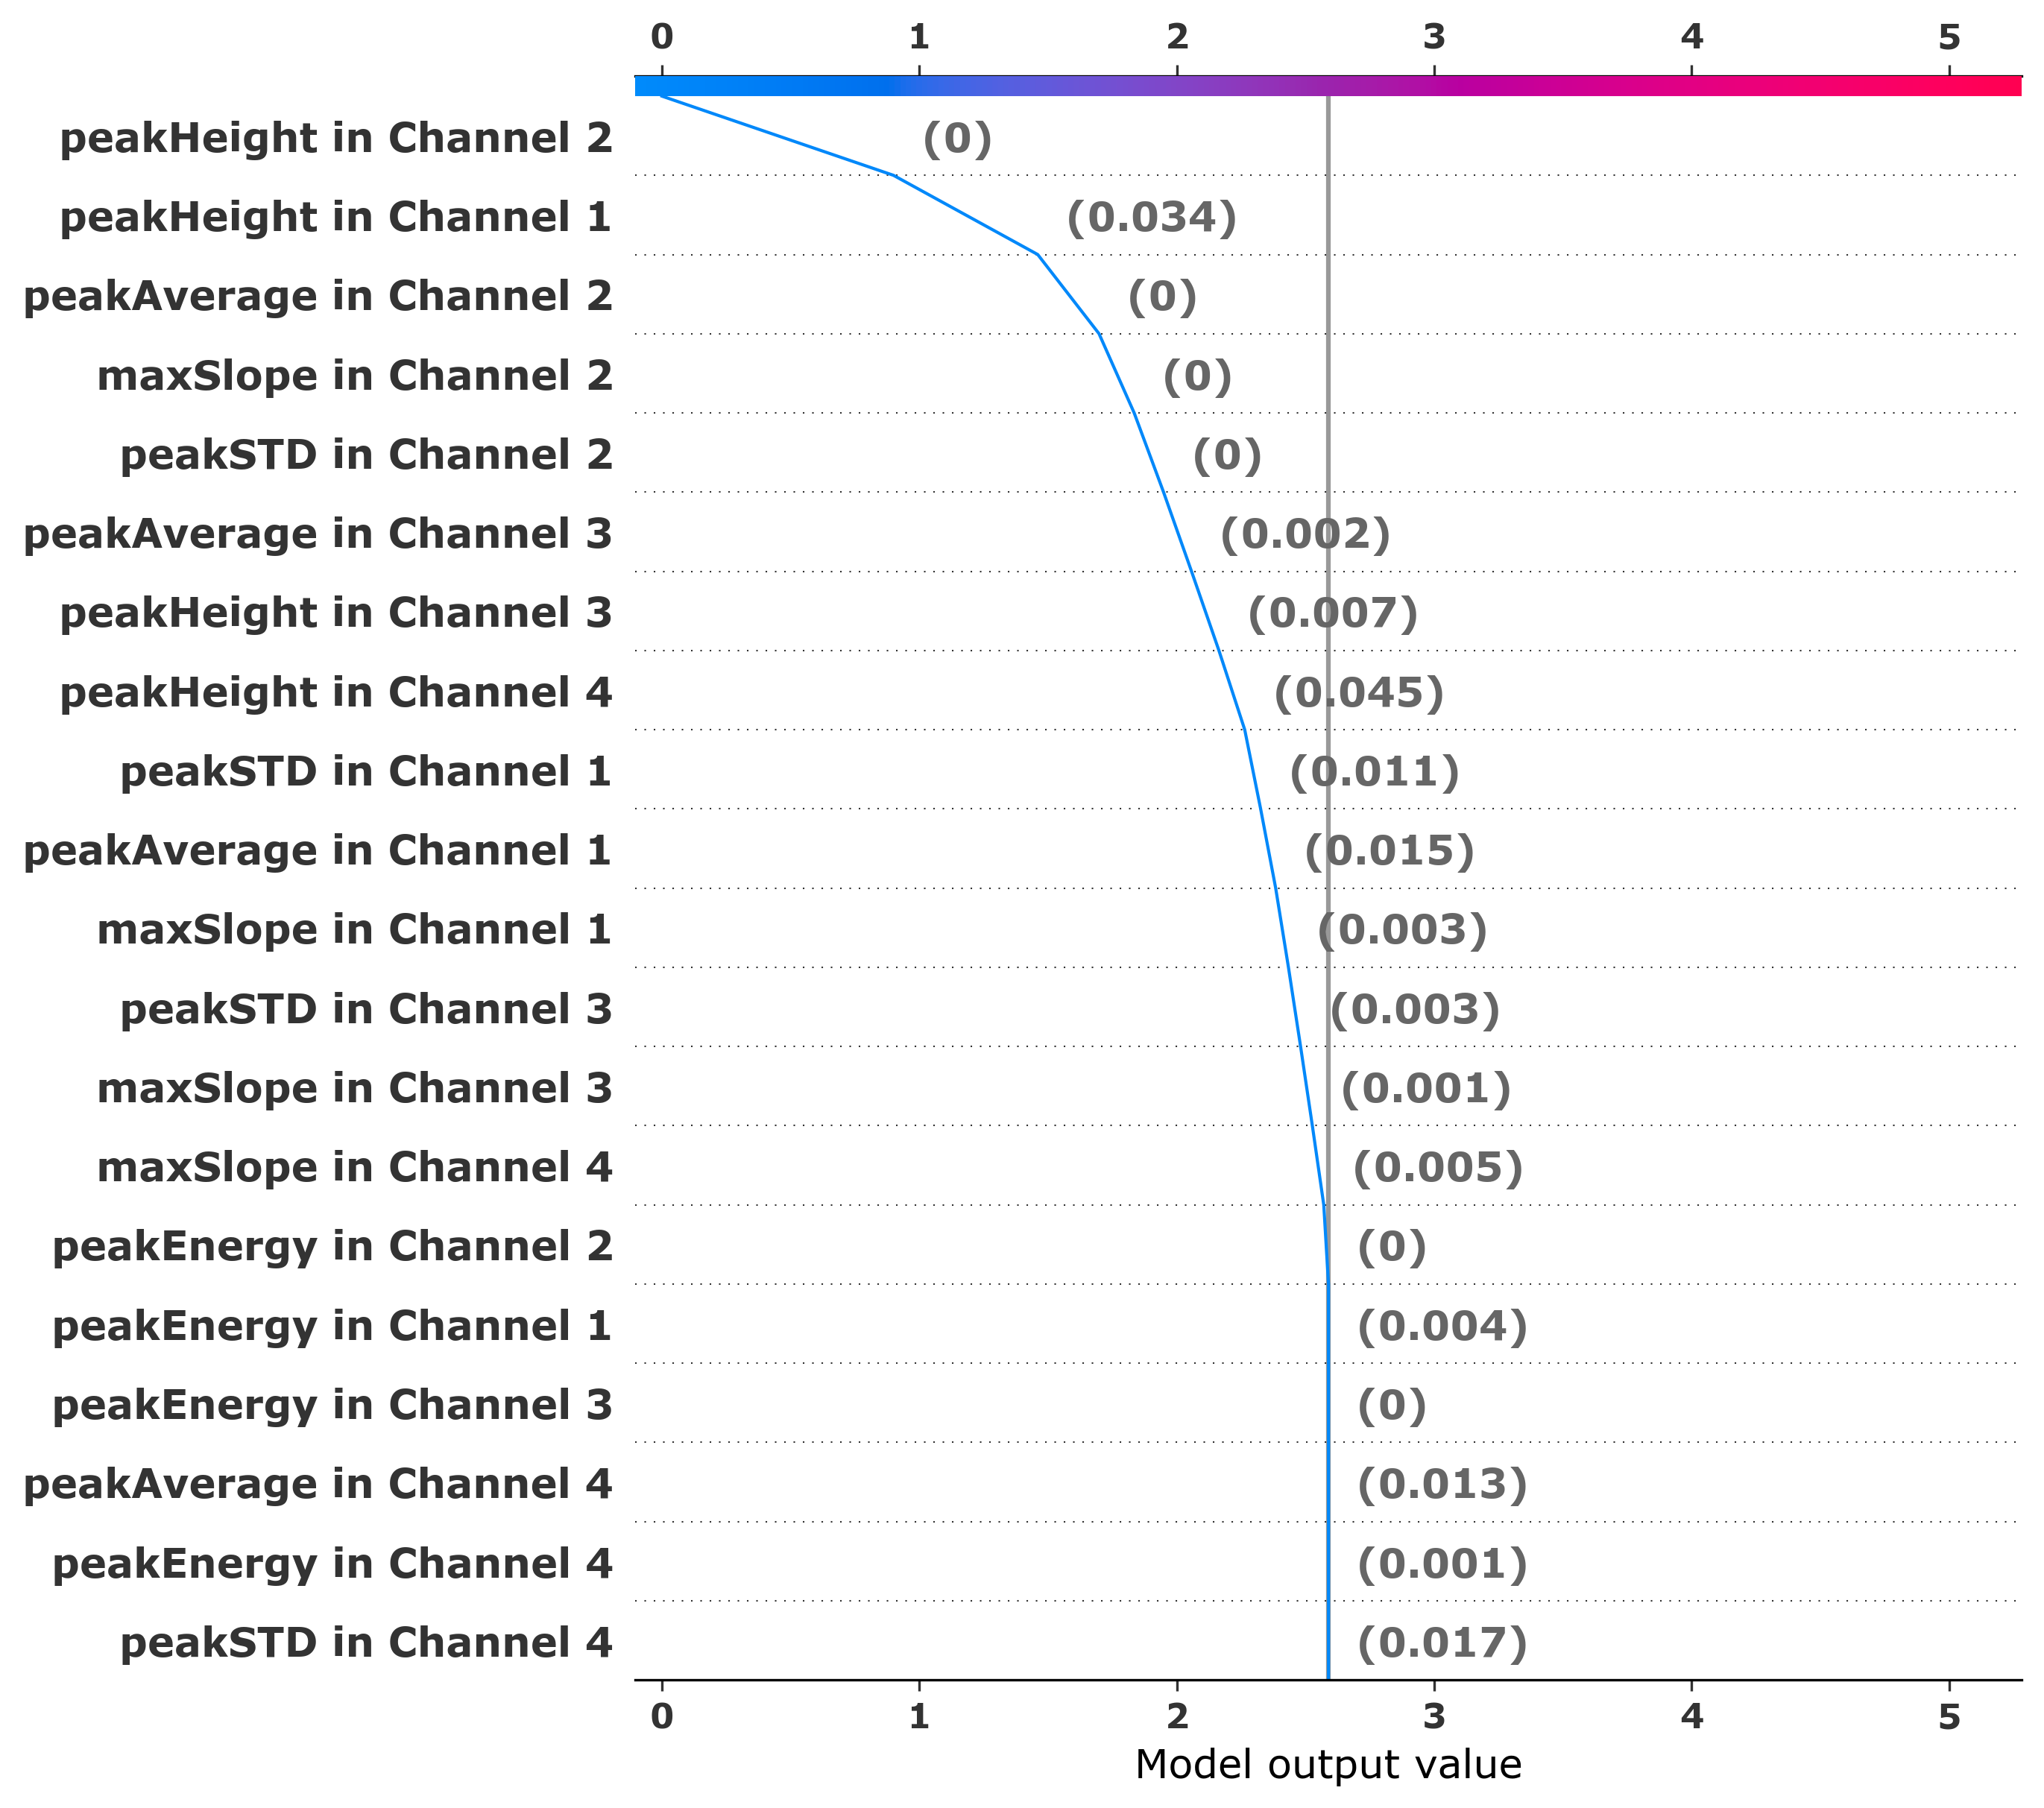 0 1 2 3 4 5
peakHeight in Channel 2 (0)
peakHeight in Channel 1 (0.034)
peakAverage in Channel 2 (0)
maxSlope in Channel 2 (0)
peakSTD in Channel 2 (0)
peakAverage in Channel 3 (0.002)
peakHeight in Channel 3 (0.007)
peakHeight in Channel 4 (0.045)
peakSTD in Channel 1 (0.011)
peakAverage in Channel 1 (0.015)
maxSlope in Channel 1 (0.003)
peakSTD in Channel 3 (0.003)
maxSlope in Channel 3 (0.001)
maxSlope in Channel 4 (0.005)
peakEnergy in Channel 2 (0)
peakEnergy in Channel 1 (0.004)
peakEnergy in Channel 3 (0)
peakAverage in Channel 4 (0.013)
peakEnergy in Channel 4 (0.001)
peakSTD in Channel 4 (0.017)
0 1 2 3 4 5
Model output value